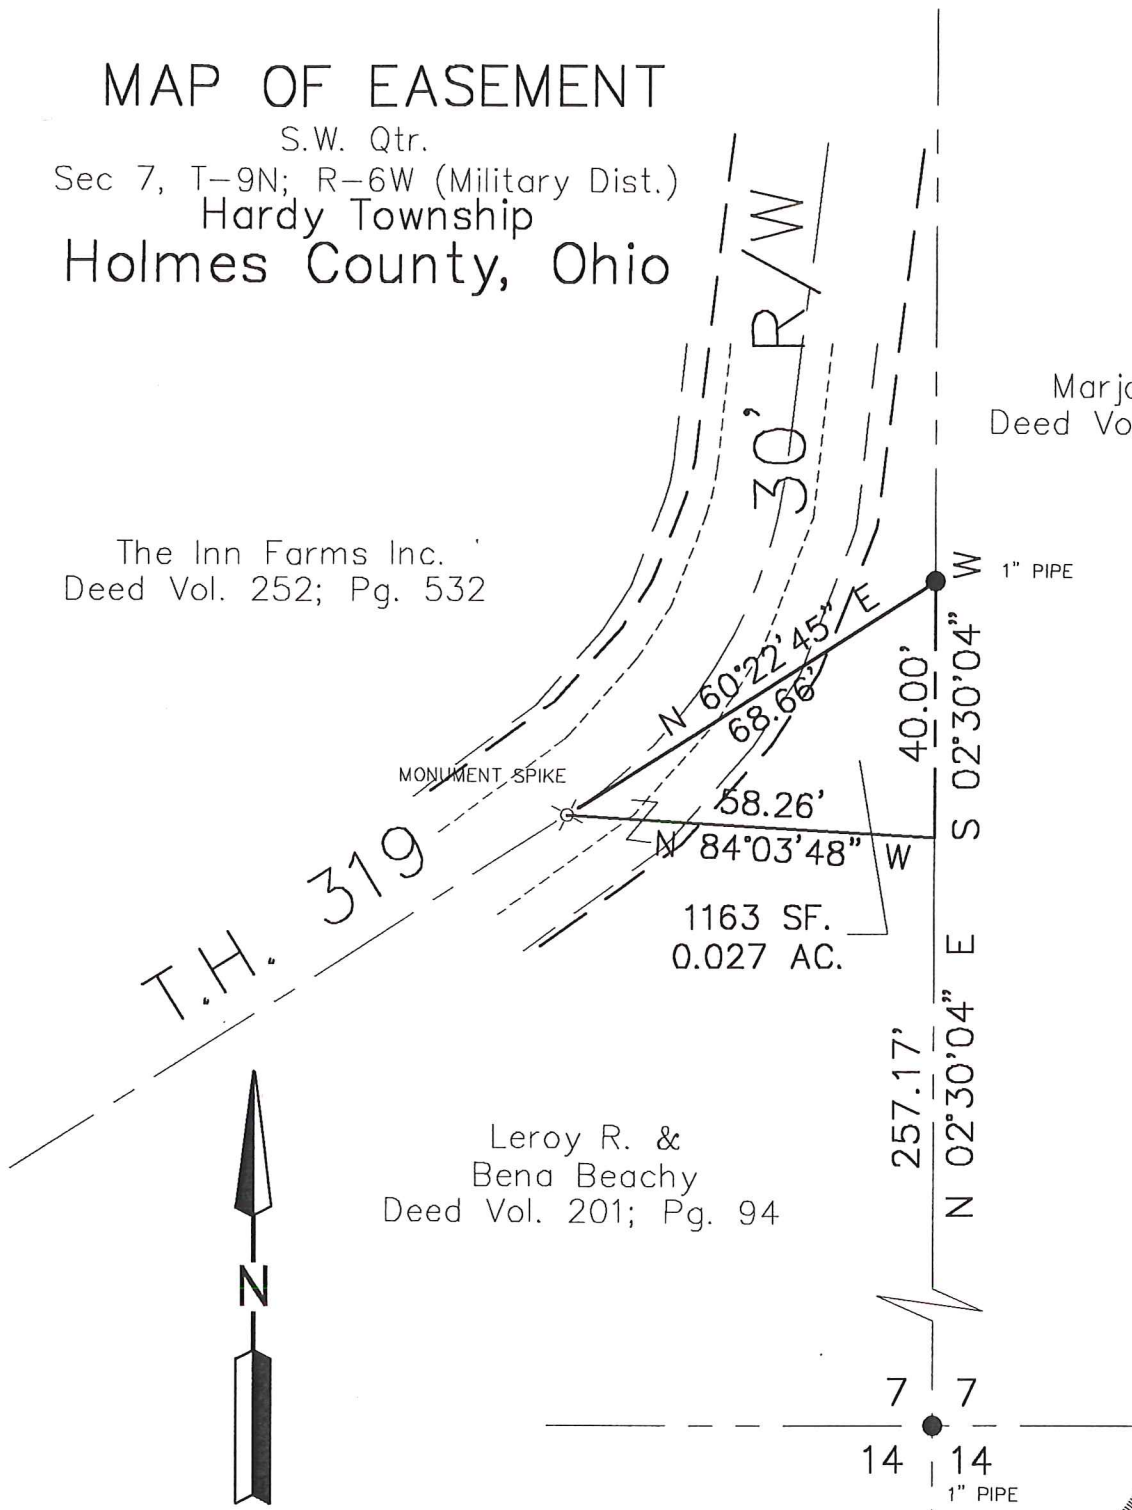 MAP OF EASEMENT
S.W. Qtr.
Sec 7, T-9N; R-6W (Military Dist.)
Hardy Township
Holmes County, Ohio
30' R/W
Deed
The Inn Farms Inc.
Deed Vol. 252; Pg. 532
1" PIPE
N 60°22'45" E
68.66'
40.00'
S 02°30'04" W
MONUMENT SPIKE
58.26'
N 84°03'48" W
T.H. 319
1163 SF.
0.027 AC.
257.17'
N 02°30'04" E
Leroy R. &
Bena Beachy
Deed Vol. 201; Pg. 94
N
7 7
14 14
1" PIPE